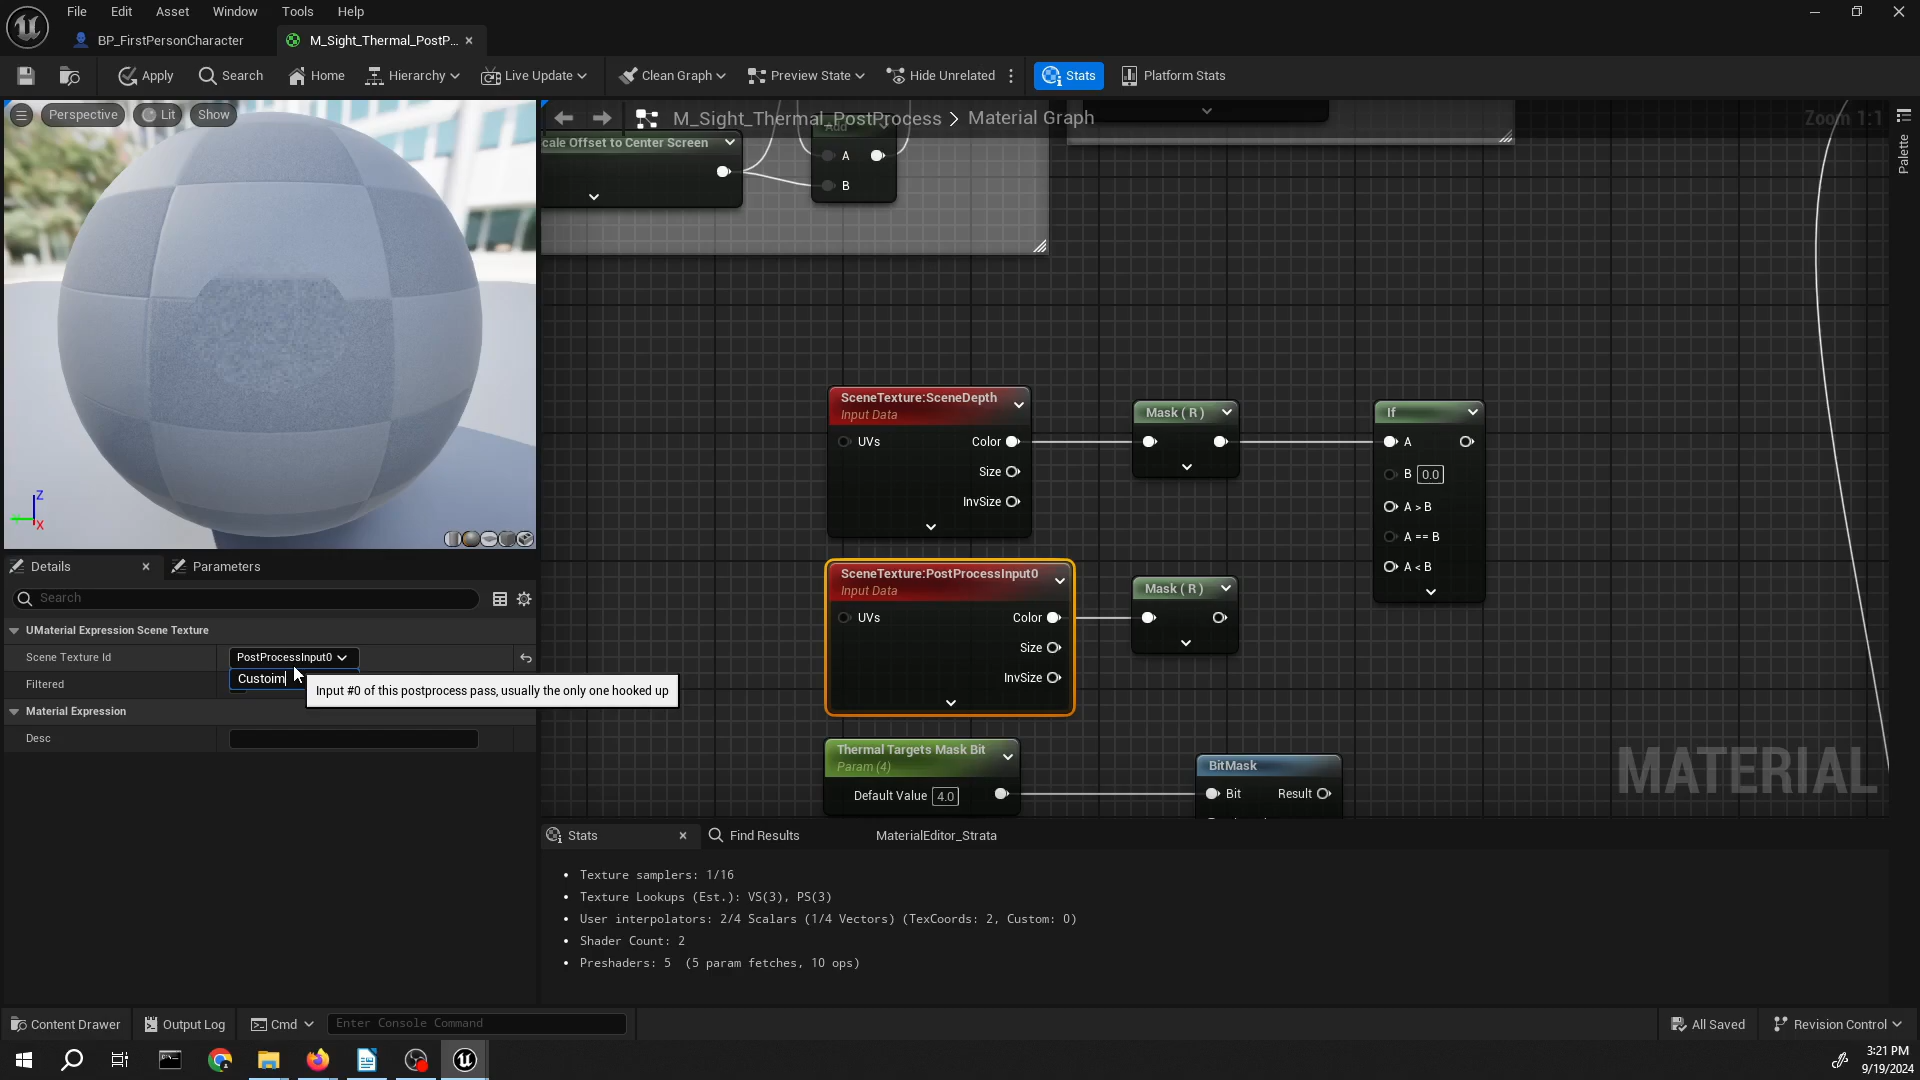 File Edit Asset Window Tools Help
BP_FirstPersonCharacter M_Sight_Thermal_PostP...
Apply Search Home Hierarchy Live Update Clean Graph Preview State Hide Unrelated Stats Platform Stats
Perspective Lit Show
M_Sight_Thermal_PostProcess > Material Graph
Zoom 1:1
Palette
cale Offset to Center Screen
Add
A
B
SceneTexture:SceneDepth
Input Data
UVs Color
Size
InvSize
Mask ( R )
If
A
B 0.0
A > B
A == B
A < B
SceneTexture:PostProcessInput0
Input Data
UVs Color
Size
InvSize
Mask ( R )
Thermal Targets Mask Bit
Param (4)
Default Value 4.0
BitMask
Bit Result
MATERIAL
Z
X
Details Parameters
Search
UMaterial Expression Scene Texture
Scene Texture Id PostProcessInput0
Custoim
Filtered
Input #0 of this postprocess pass, usually the only one hooked up
Material Expression
Desc
Stats Find Results MaterialEditor_Strata
Texture samplers: 1/16
Texture Lookups (Est.): VS(3), PS(3)
User interpolators: 2/4 Scalars (1/4 Vectors) (TexCoords: 2, Custom: 0)
Shader Count: 2
Preshaders: 5 (5 param fetches, 10 ops)
Content Drawer Output Log Cmd Enter Console Command All Saved Revision Control
3:21 PM
9/19/2024